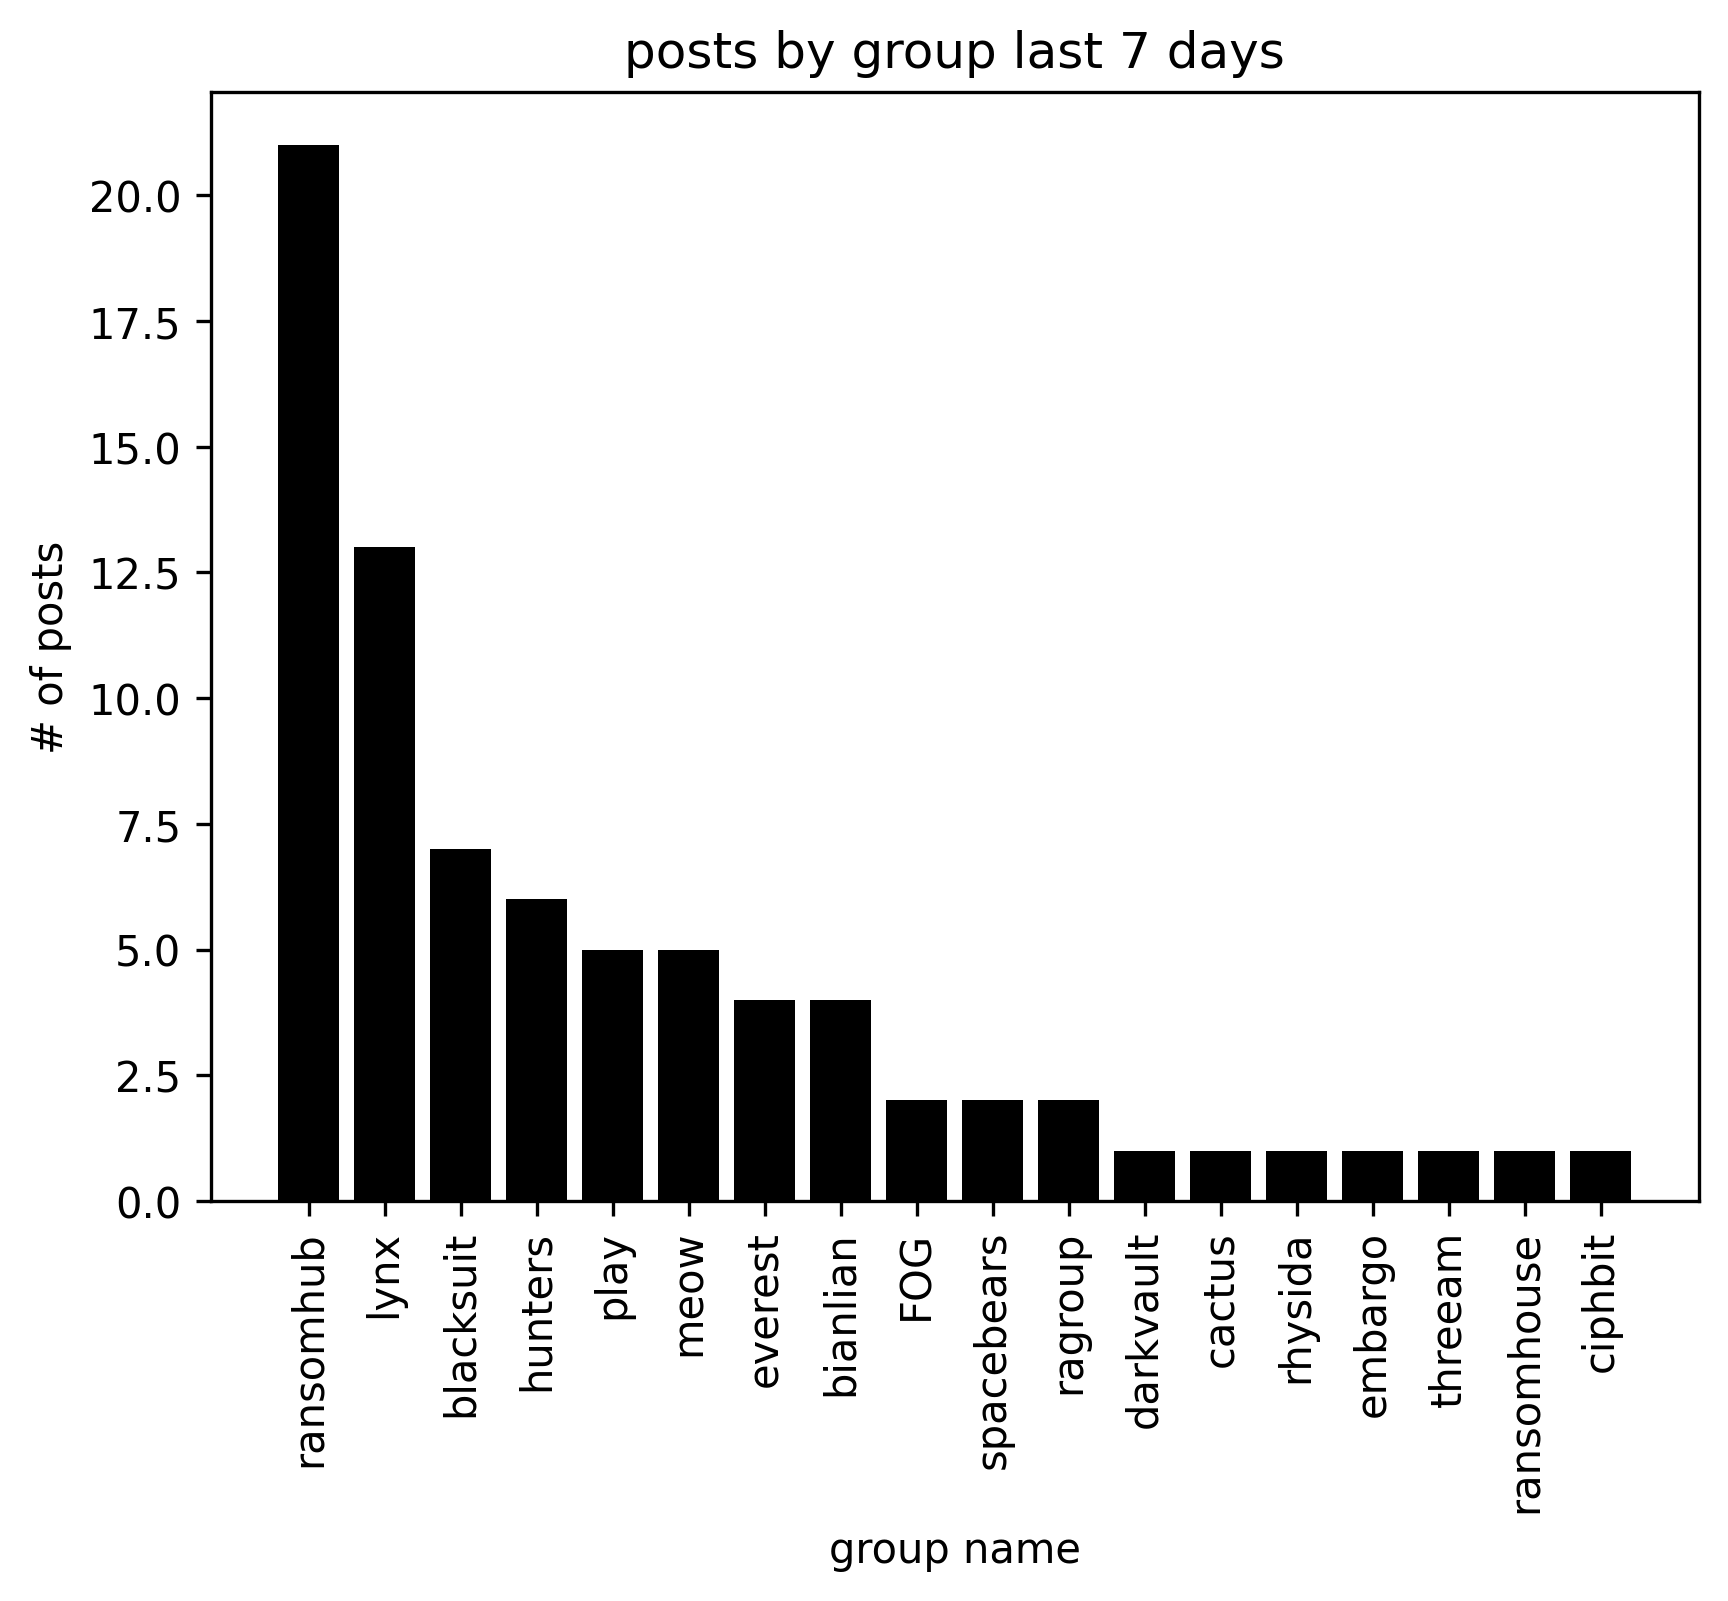 posts by group last 7 days
# of posts
20.0
17.5
15.0
12.5
10.0
7.5
5.0
2.5
0.0
ransomhub
lynx
blacksuit
hunters
play
meow
everest
bianlian
FOG
spacebears
ragroup
darkvault
cactus
rhysida
embargo
threeam
ransomhouse
ciphbit
group name